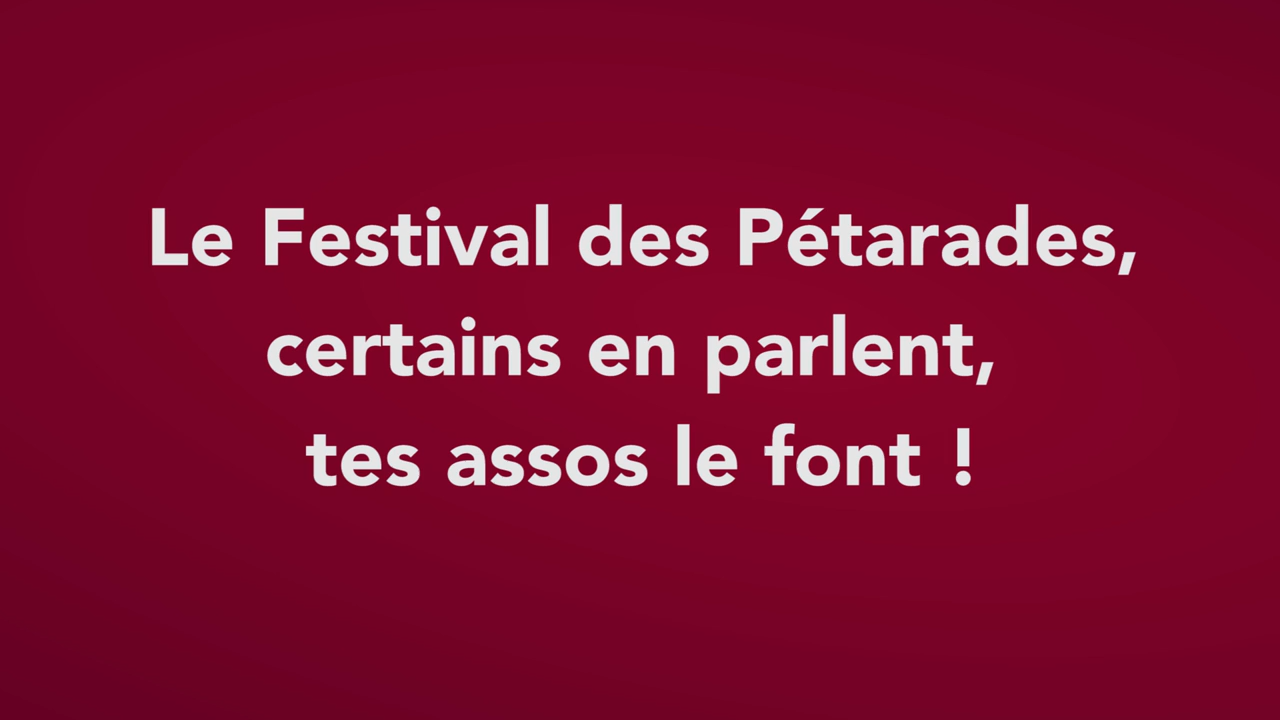 Le Festival des Pétarades,
certains en parlent,
tes assos le font !